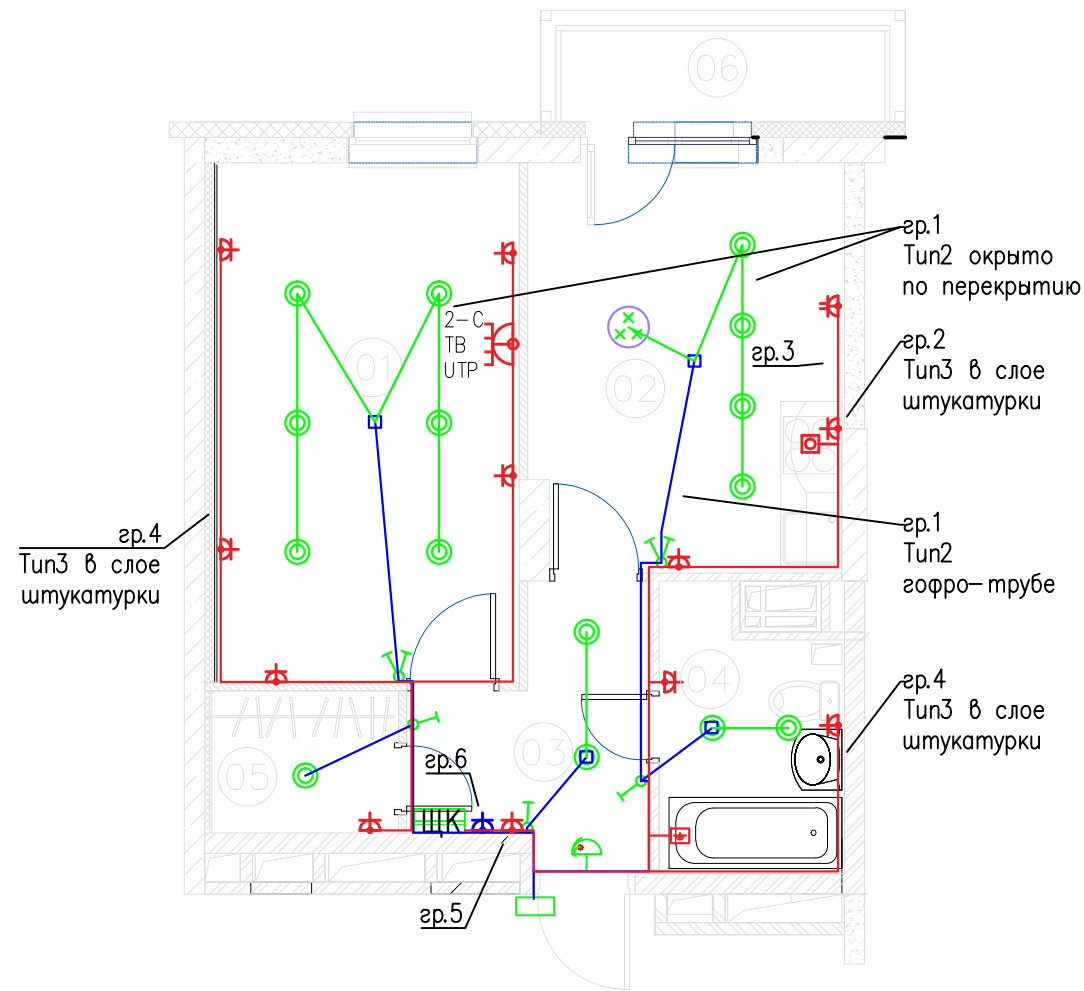 06
гр.1
Тип2 окрыто
по перекрытию
2-С
ТВ
UTP
01
02
гр.3
гр.2
Тип3 в слое
штукатурки
гр.4
Тип3 в слое
штукатурки
гр.1
Тип2
гофро-трубе
04
гр.4
Тип3 в слое
штукатурки
03
05
гр.6
ЩК
гр.5